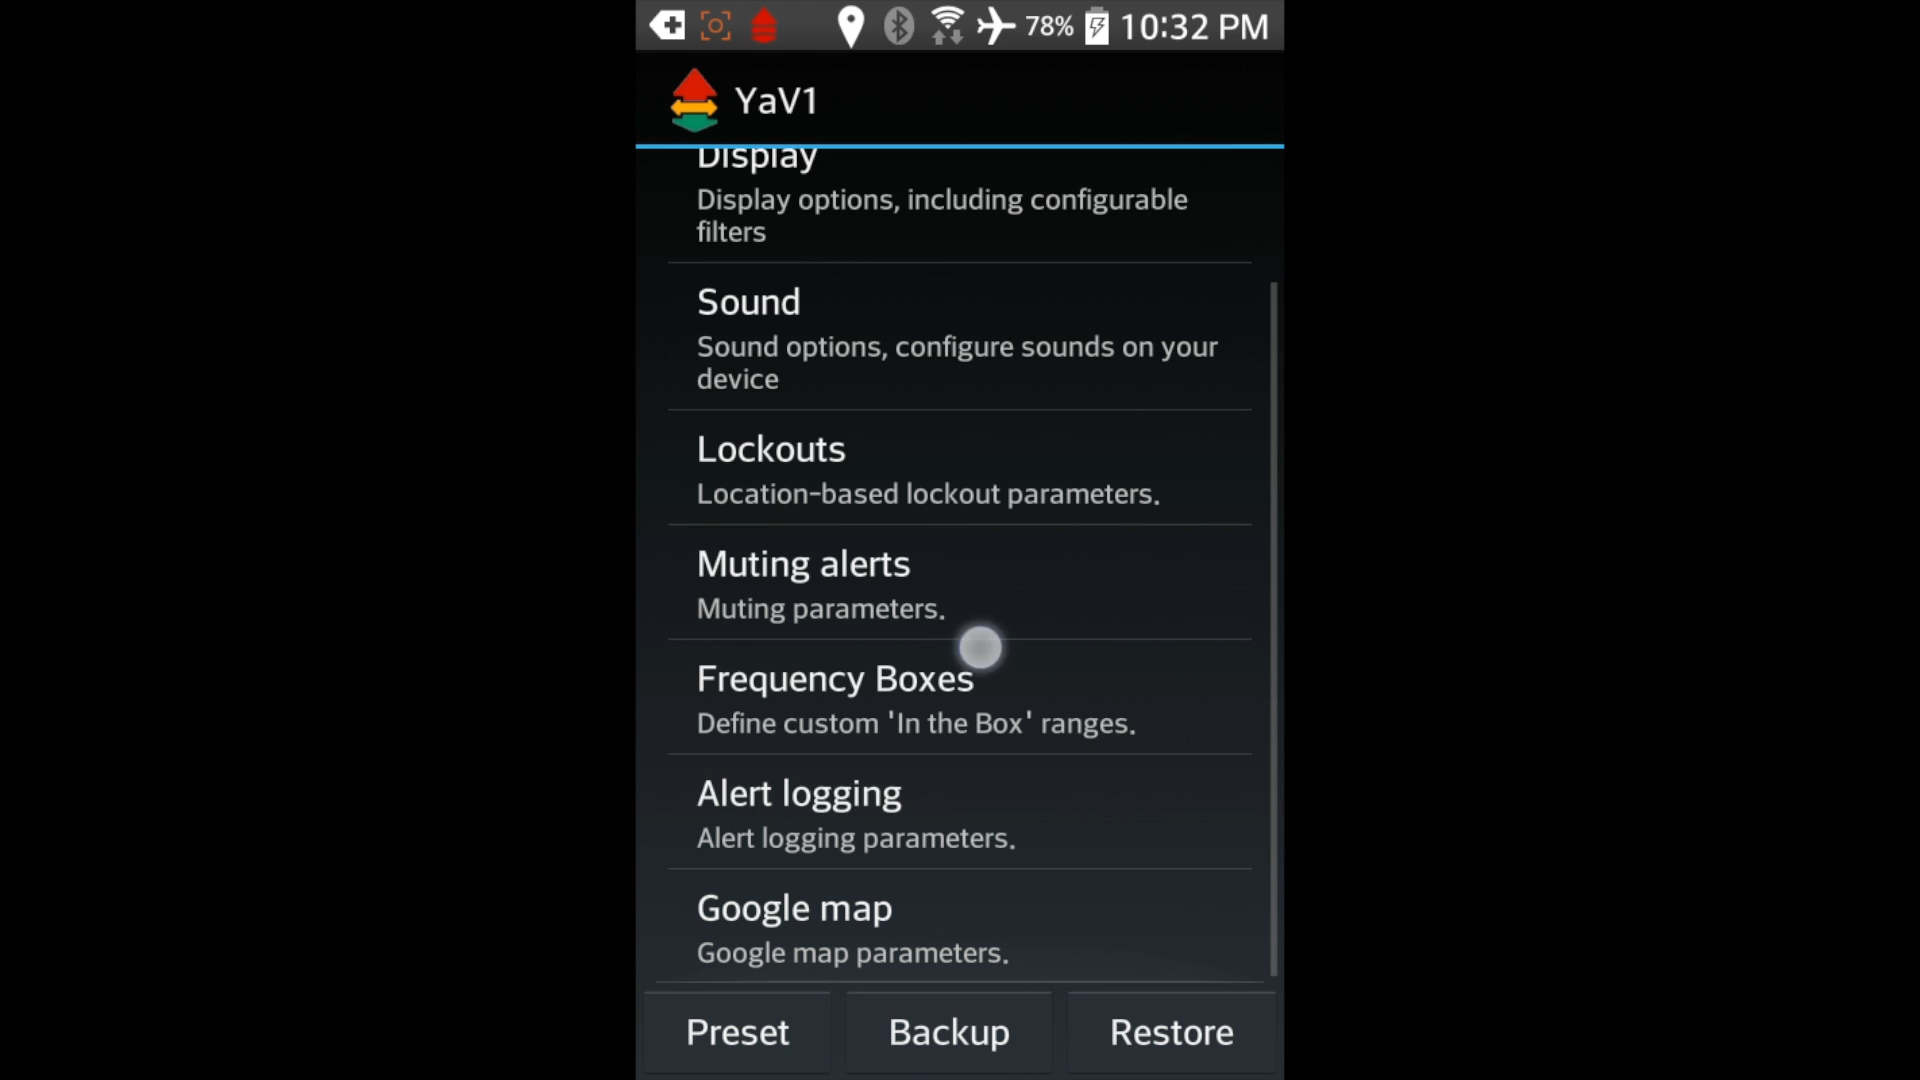 78% 10:32 PM
YaV1
Display
Display options, including configurable
filters
Sound
Sound options, configure sounds on your
device
Lockouts
Location-based lockout parameters.
Muting alerts
Muting parameters.
Frequency Boxes
Define custom 'In the Box' ranges.
Alert logging
Alert logging parameters.
Google map
Google map parameters.
Preset Backup Restore